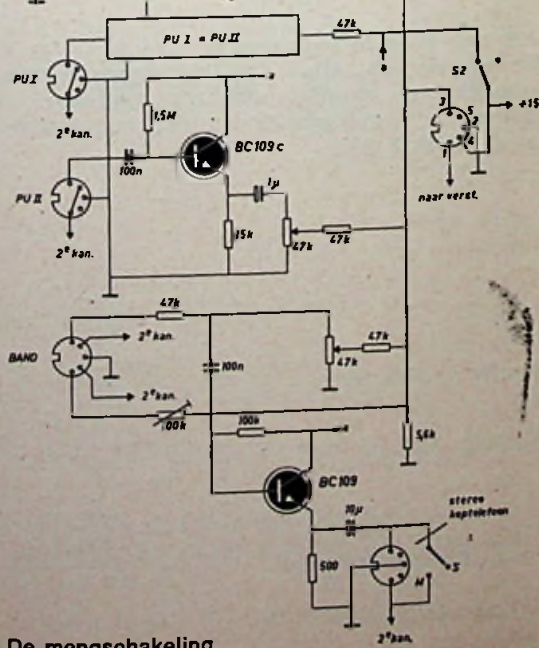 47k
PU I = PU II
S2
PU I
a
a
+15
3
5
2
4
1
2e kan.
1,5M
BC109c
100n
naar verst.
PU II
1µ
2e kan.
15k
47k
47k
47k
BAND
2e kan.
47k
47k
100n
2e kan.
100k
100k
a
5,6k
BC109
stereo
koptelefoon
10µ
500
S
M
2e kan.
De mengschakeling